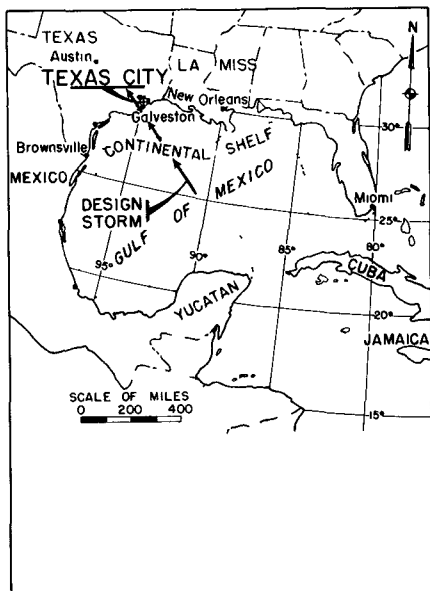 TEXAS
Austin
TEXAS CITY
LA
MISS
N
New Orleans
Galveston
30°
Brownsville
CONTINENTAL SHELF
MEXICO
DESIGN
STORM
GULF OF MEXICO
Miami
25°
95°
90°
85°
80°
CUBA
YUCATAN
20°
JAMAICA
SCALE OF MILES
0 200 400
15°